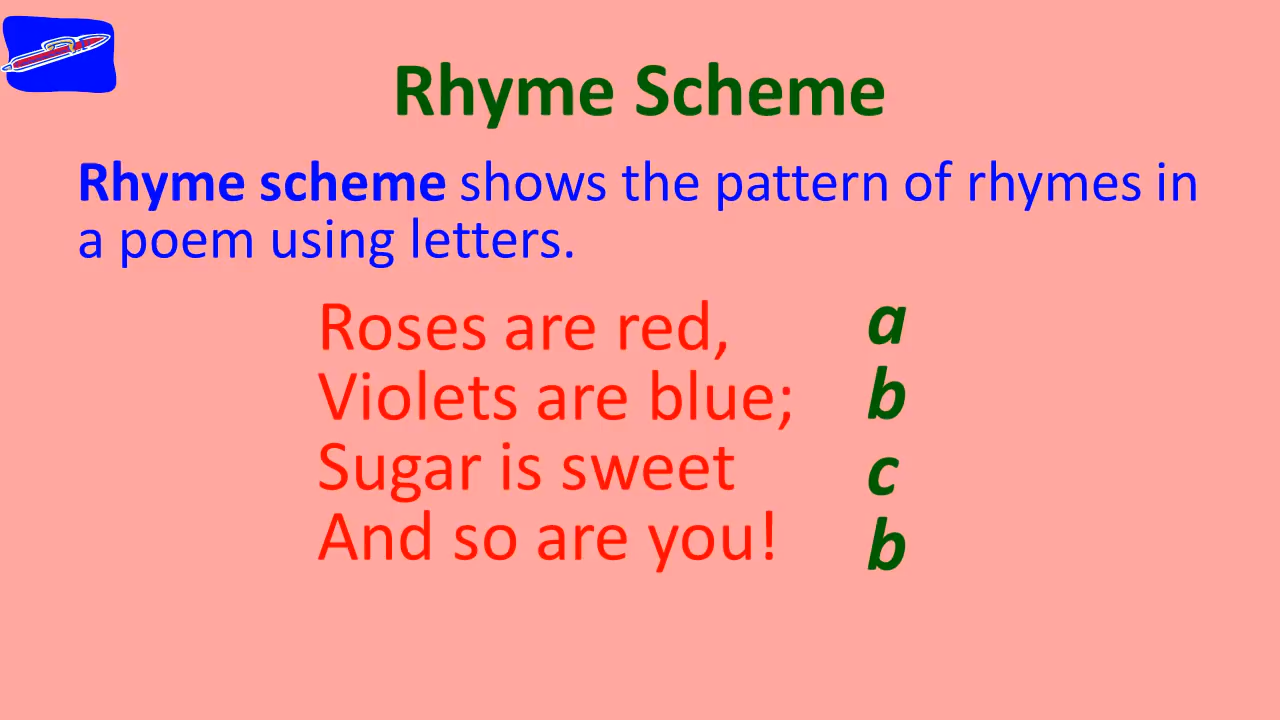 Rhyme Scheme
Rhyme scheme shows the pattern of rhymes in
a poem using letters.
Roses are red, a
Violets are blue; b
Sugar is sweet c
And so are you! b